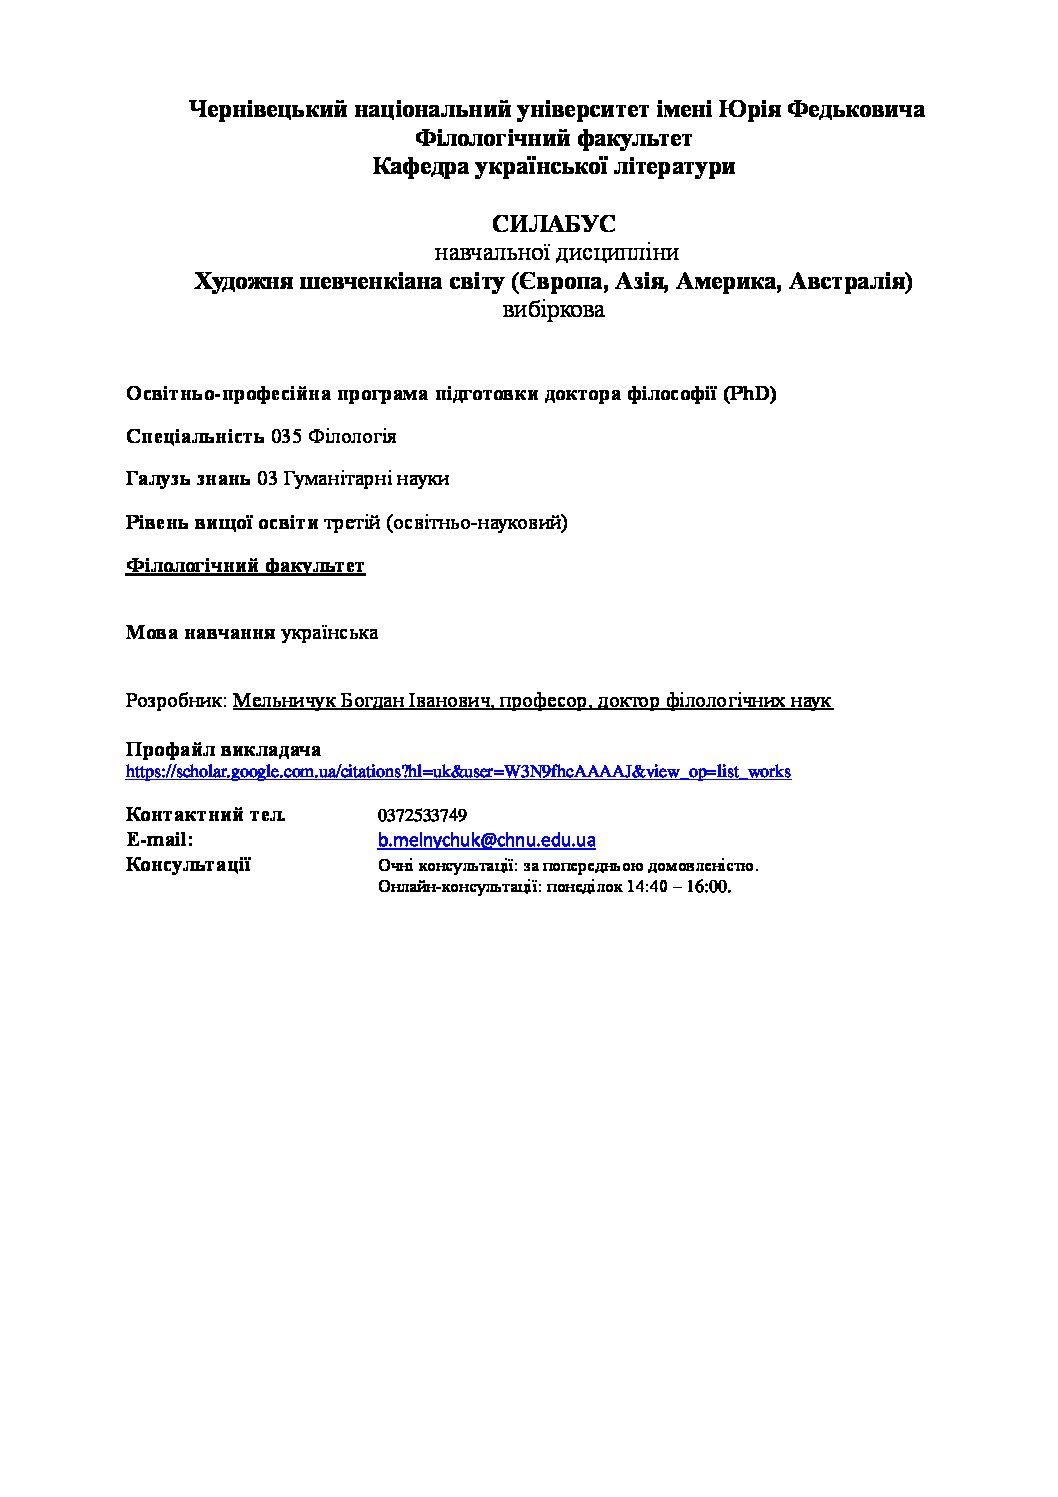 Чернівецький національний університет імені Юрія Федьковича
Філологічний факультет
Кафедра української літератури
СИЛАБУС
навчальної дисципліни
Художня шевченкіана світу (Європа, Азія, Америка, Австралія)
вибіркова
Освітньо-професійна програма підготовки доктора філософії (PhD)
Спеціальність 035 Філологія
Галузь знань 03 Гуманітарні науки
Рівень вищої освіти третій (освітньо-науковий)
Філологічний факультет
Мова навчання українська
Розробник: Мельничук Богдан Іванович, професор, доктор філологічних наук
Профайл викладача
https://scholar.google.com.ua/citations?hl=uk&user=W3N9fhcAAAAJ&view_op=list_works
Контактний тел. 0372533749
E-mail: b.melnychuk@chnu.edu.ua
Консультації Очні консультації: за попередньою домовленістю.
Онлайн-консультації: понеділок 14:40 – 16:00.